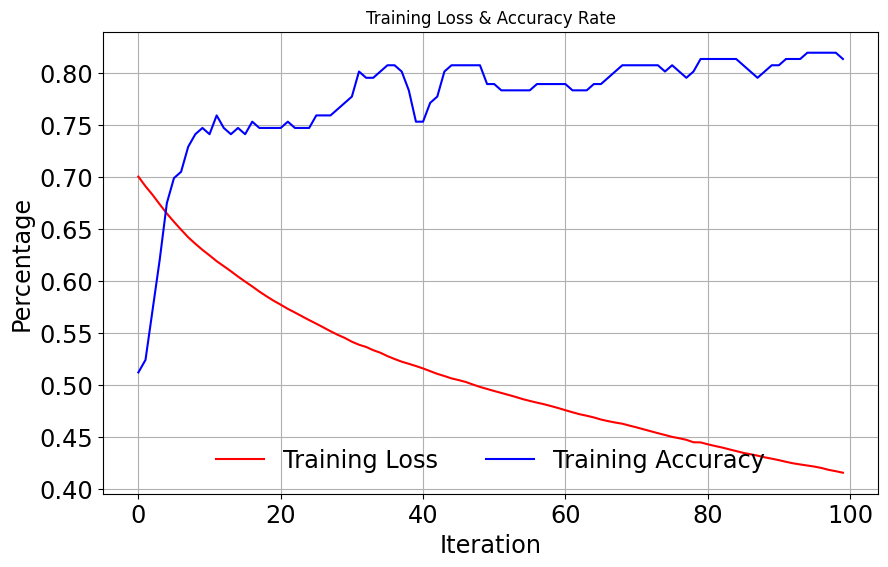 Training Loss & Accuracy Rate
Percentage
0.80
0.75
0.70
0.65
0.60
0.55
0.50
0.45
0.40
Training Loss
Training Accuracy
0 20 40 60 80 100
Iteration